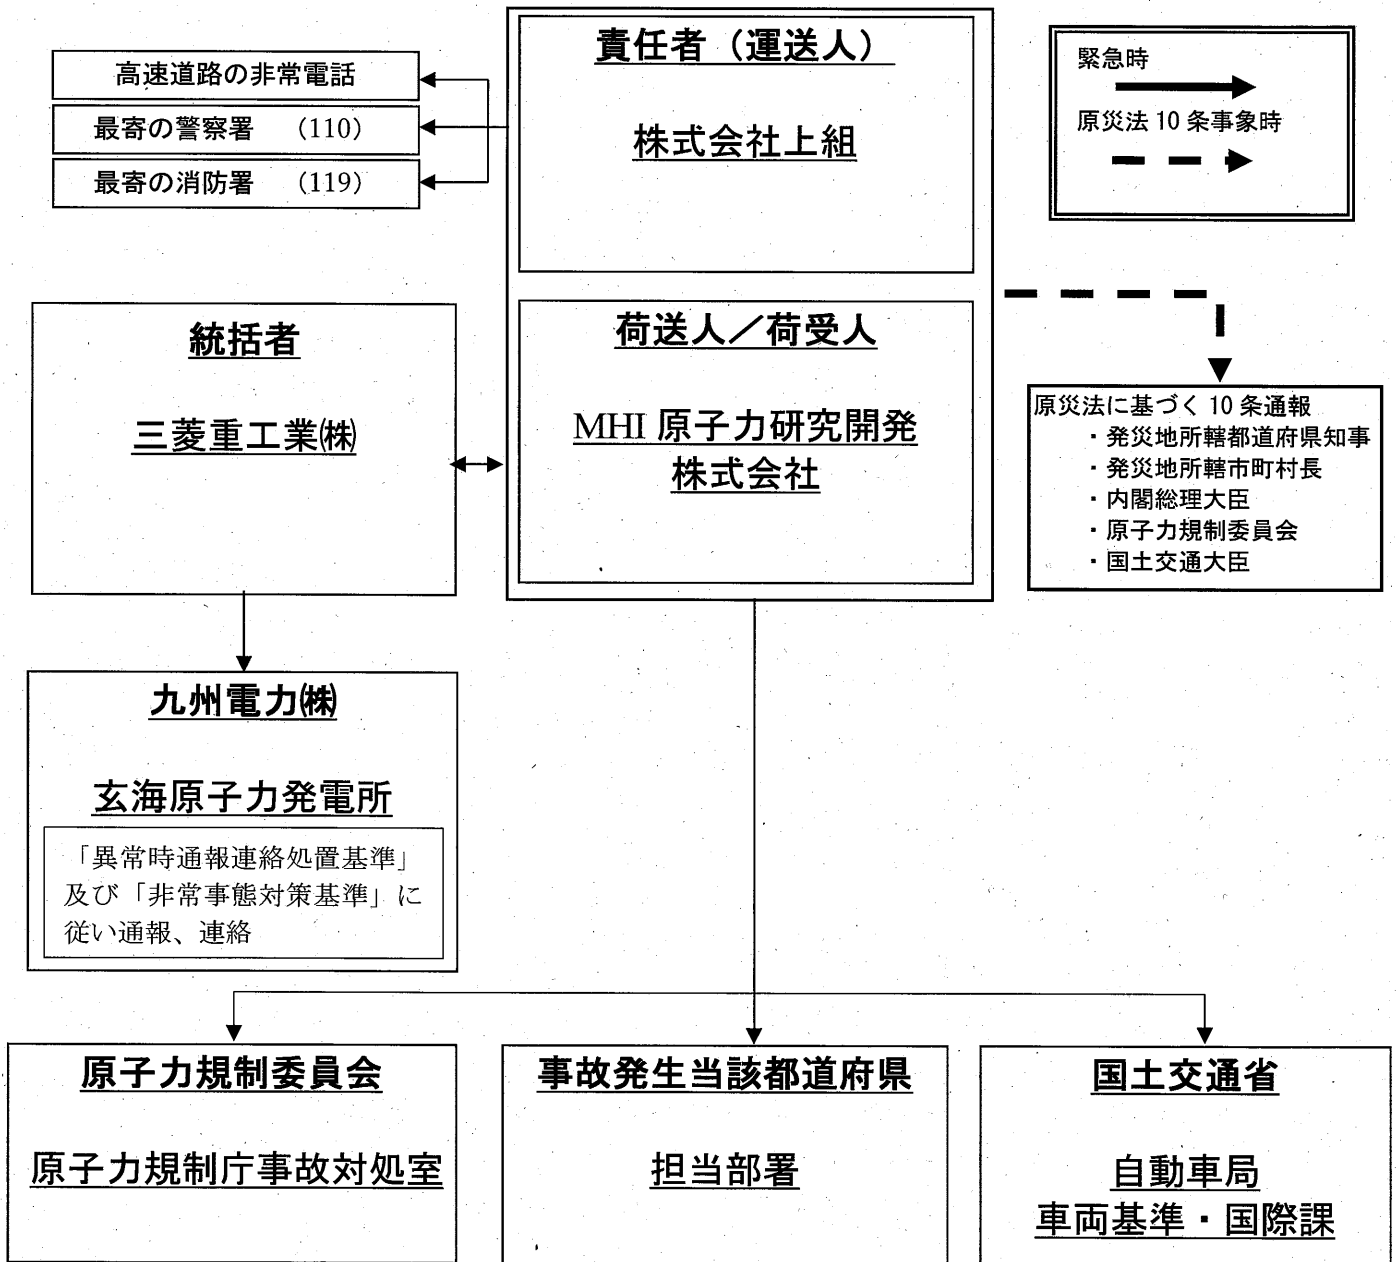 高速道路の非常電話
最寄の警察署 (110)
最寄の消防署 (119)
責任者（運送人）
株式会社上組
緊急時
原災法 10 条事象時
統括者
三菱重工業㈱
荷送人／荷受人
MHI 原子力研究開発
株式会社
原災法に基づく 10 条通報
・発災地所轄都道府県知事
・発災地所轄市町村長
・内閣総理大臣
・原子力規制委員会
・国土交通大臣
九州電力㈱
玄海原子力発電所
「異常時通報連絡処置基準」
及び「非常事態対策基準」に
従い通報、連絡
原子力規制委員会
原子力規制庁事故対処室
事故発生当該都道府県
担当部署
国土交通省
自動車局
車両基準・国際課